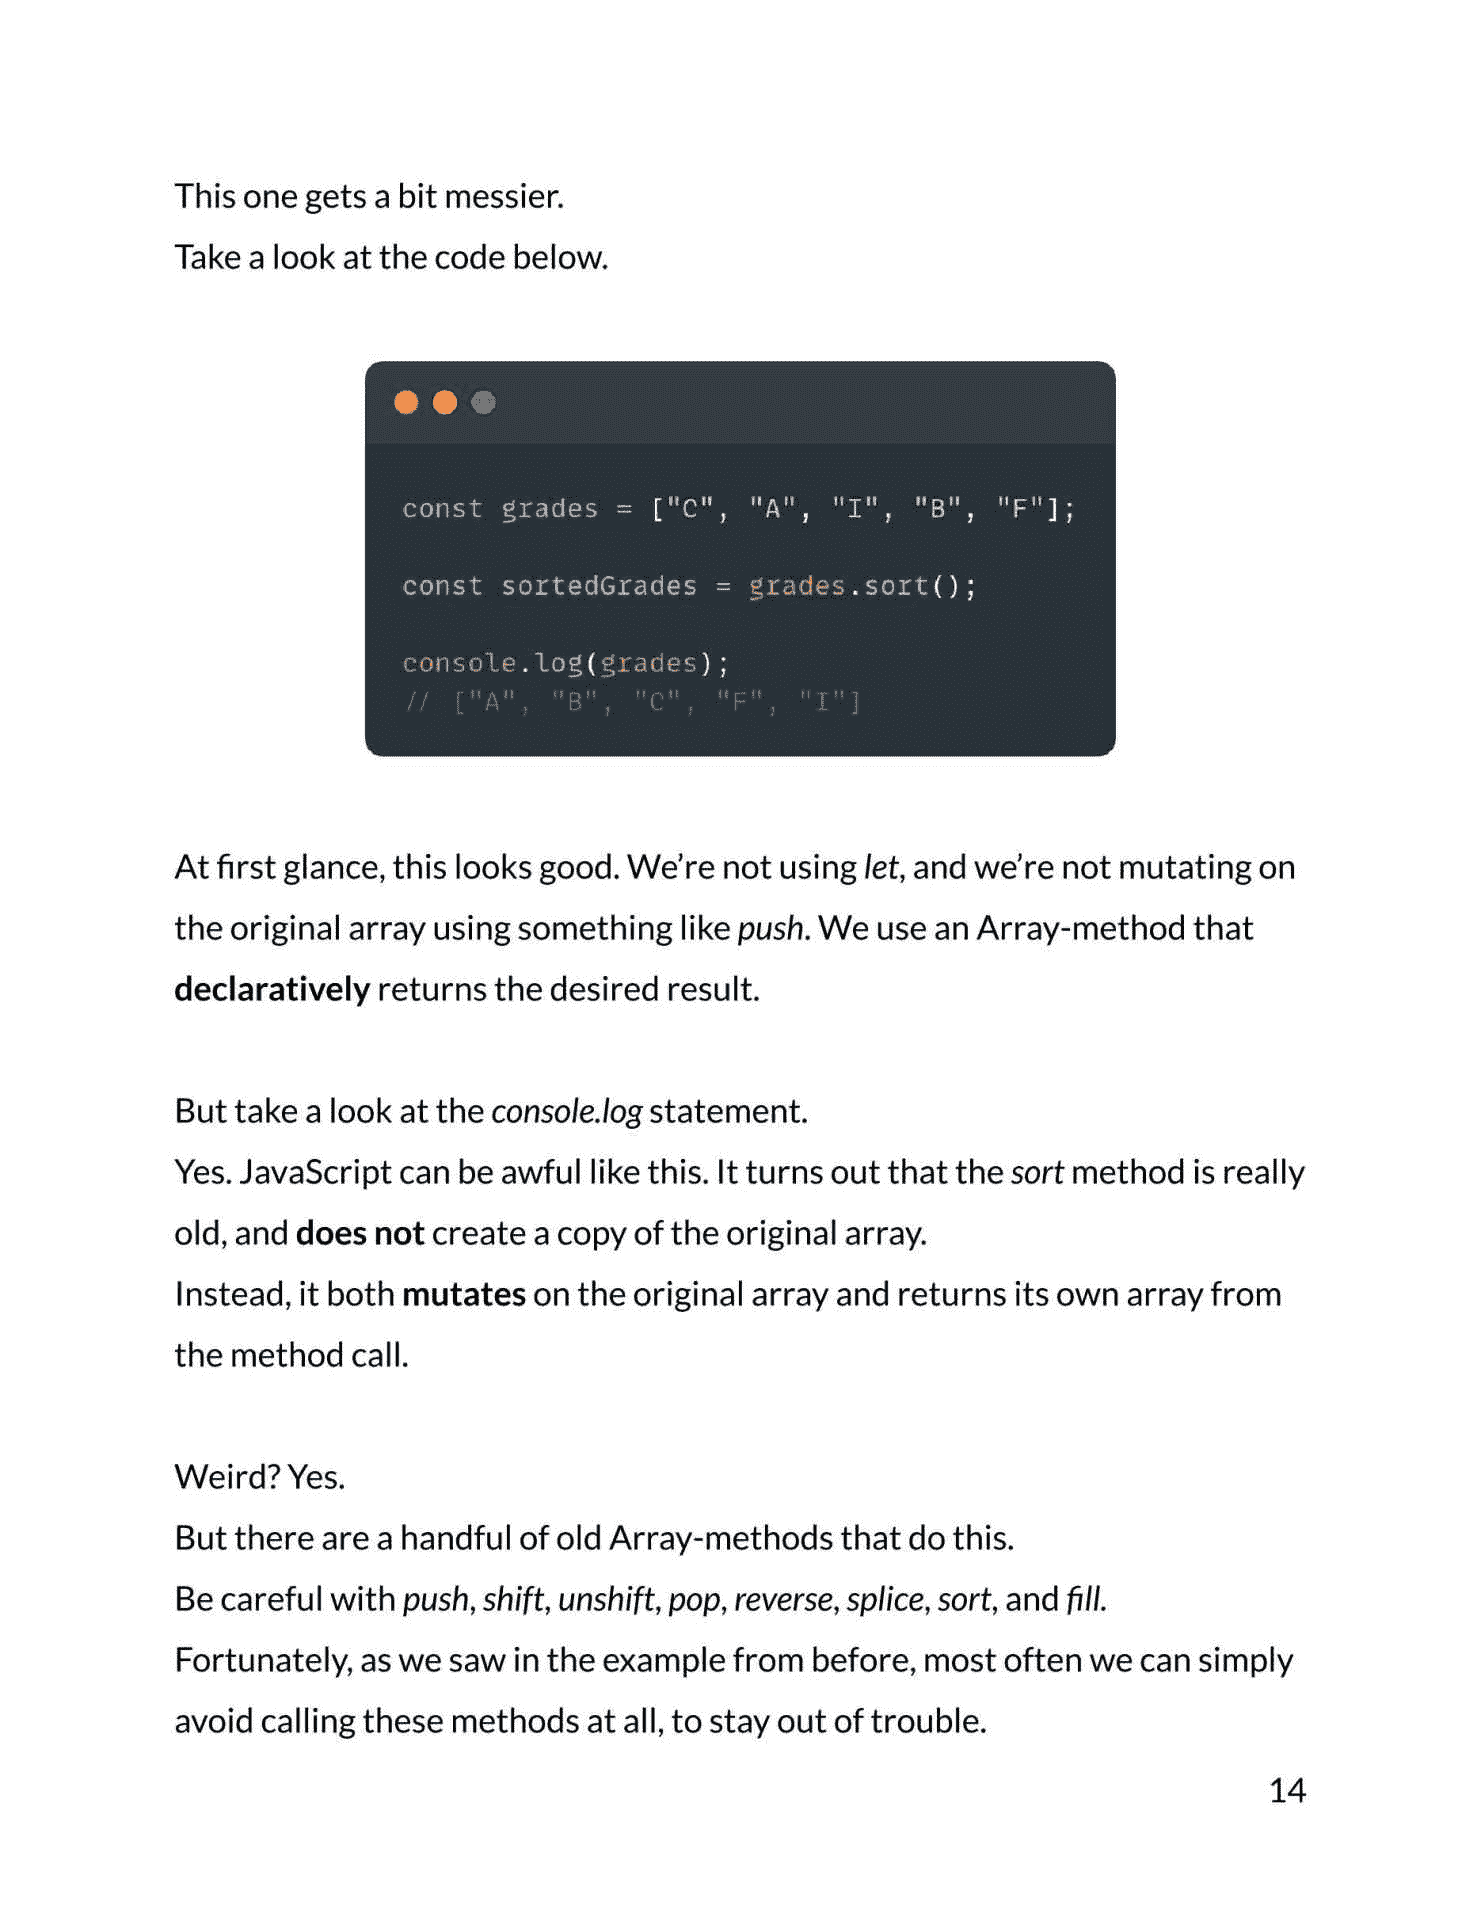 This one gets a bit messier.
Take a look at the code below.
const grades = ["C", "A", "I", "B", "F"];
const sortedGrades = grades.sort();
console.log(grades);
// ["A", "B", "C", "F", "I"]
At first glance, this looks good. We’re not using let, and we’re not mutating on
the original array using something like push. We use an Array-method that
declaratively returns the desired result.
But take a look at the console.log statement.
Yes. JavaScript can be awful like this. It turns out that the sort method is really
old, and does not create a copy of the original array.
Instead, it both mutates on the original array and returns its own array from
the method call.
Weird? Yes.
But there are a handful of old Array-methods that do this.
Be careful with push, shift, unshift, pop, reverse, splice, sort, and fill.
Fortunately, as we saw in the example from before, most often we can simply
avoid calling these methods at all, to stay out of trouble.
14